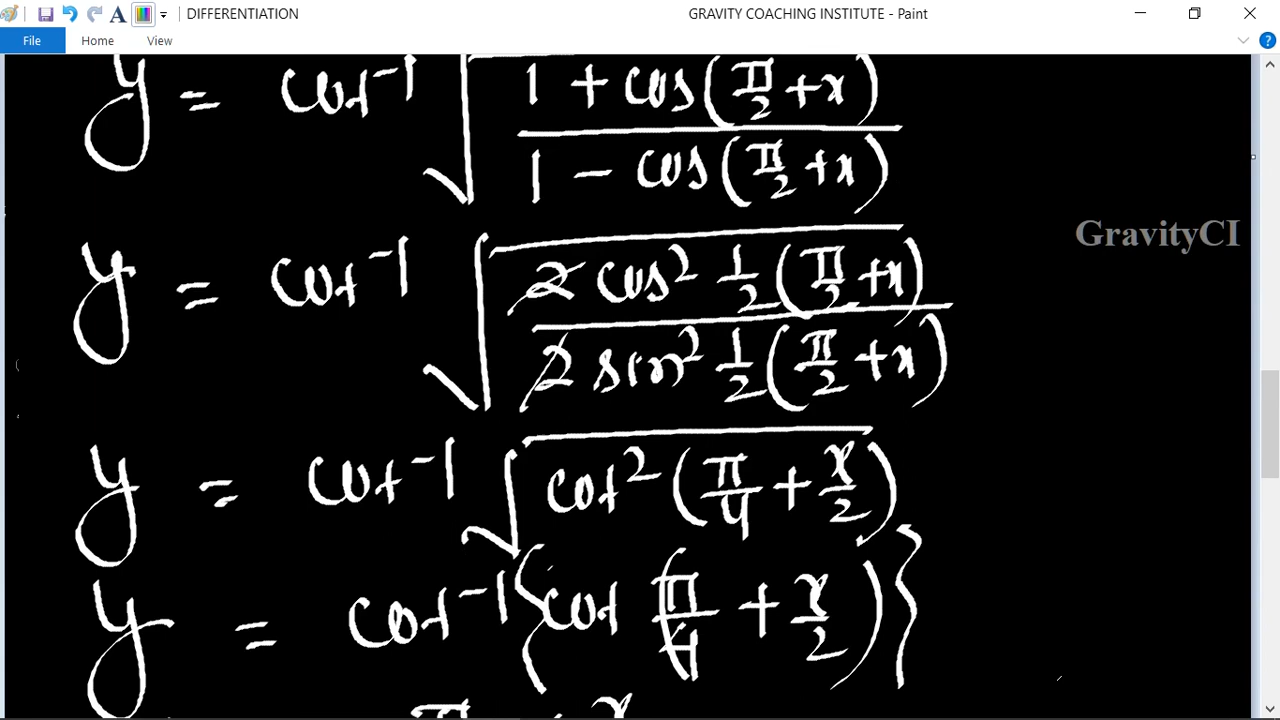 DIFFERENTIATION
GRAVITY COACHING INSTITUTE - Paint
File Home View
y = cot⁻¹ √((1 + cos(π/2 + x))/(1 − cos(π/2 + x)))
GravityCI
y = cot⁻¹ √((2 cos² 1/2 (π/2 + x))/(2 sin² 1/2 (π/2 + x)))
y = cot⁻¹ √(cot² (π/4 + x/2))
y = cot⁻¹ {cot (π/4 + x/2)}